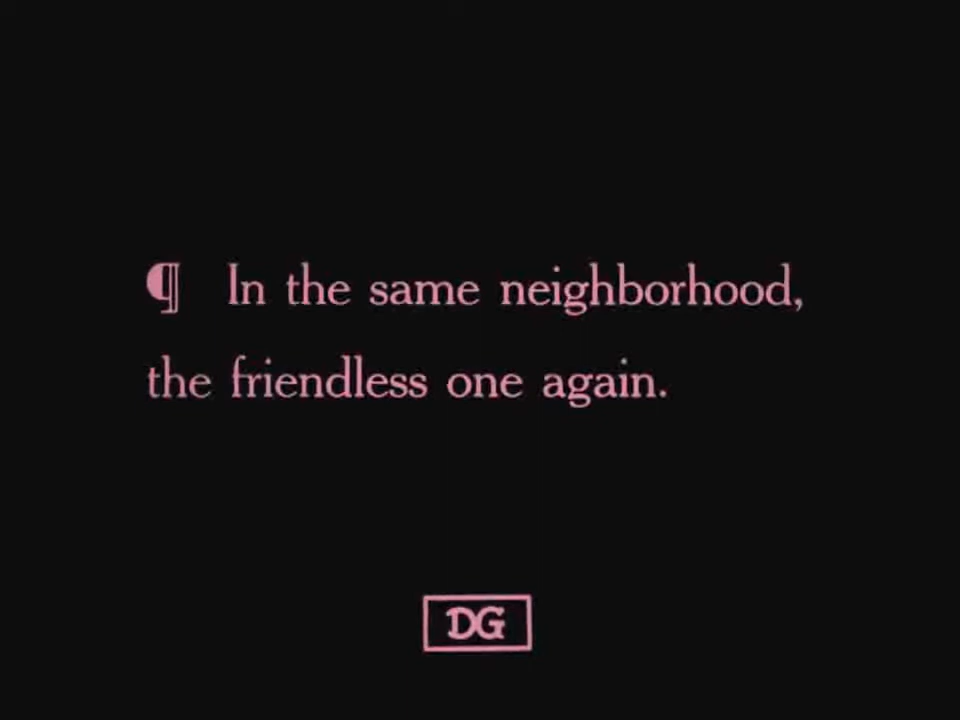 ¶ In the same neighborhood,
the friendless one again.
DG